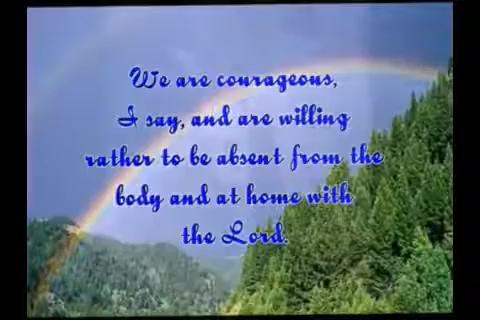 We are courageous,
I say, and are willing
rather to be absent from the
body and at home with
the Lord.